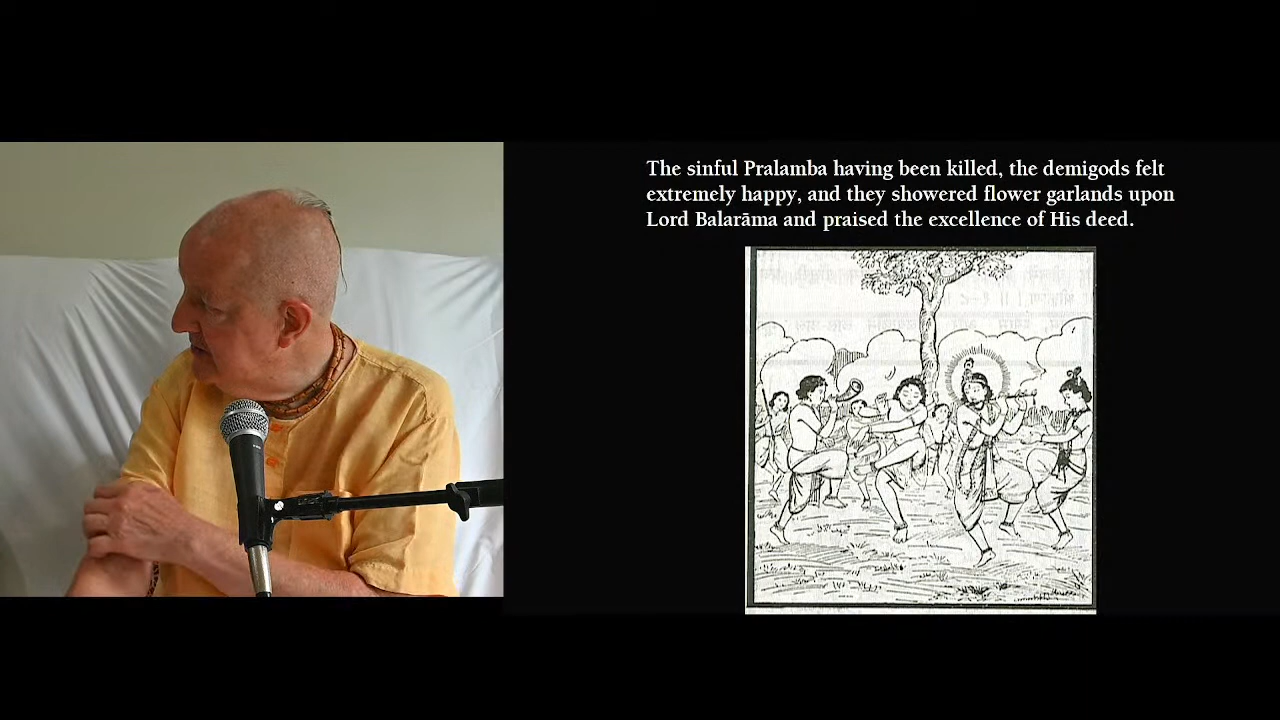 The sinful Pralamba having been killed, the demigods felt
extremely happy, and they showered flower garlands upon
Lord Balarāma and praised the excellence of His deed.